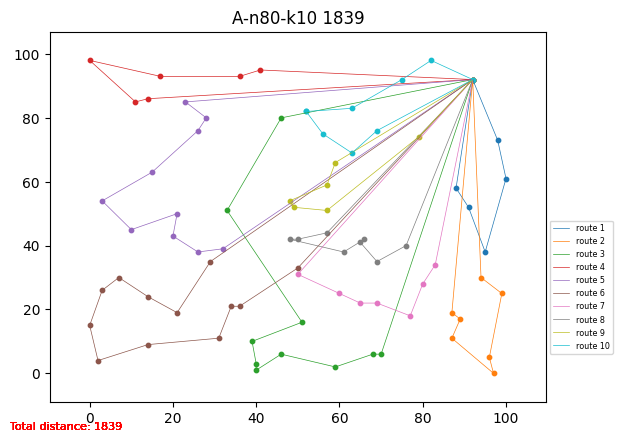 A-n80-k10 1839
100
80
60
40
20
0
0
20
40
60
80
100
route 1
route 2
route 3
route 4
route 5
route 6
route 7
route 8
route 9
route 10
Total distance: 1839